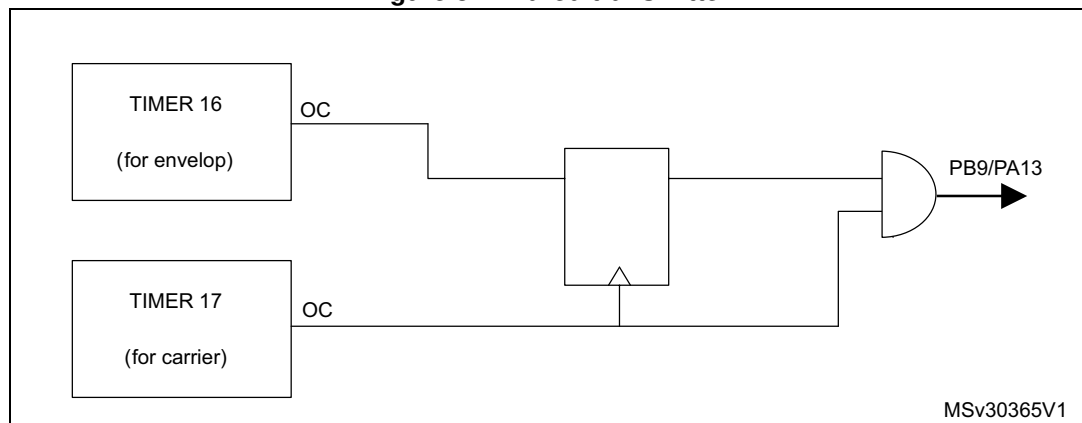 TIMER 16
(for envelop)
OC
PB9/PA13
TIMER 17
(for carrier)
OC
MSv30365V1